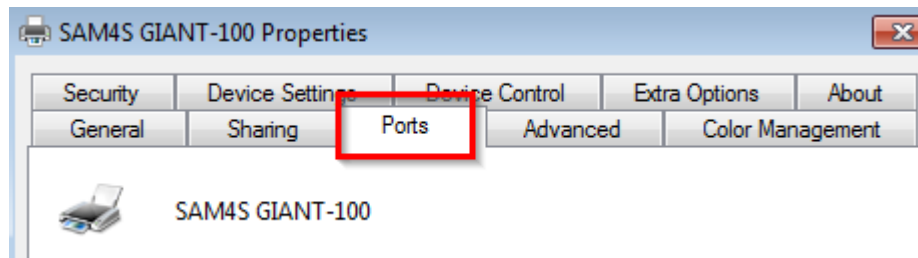 SAM4S GIANT-100 Properties
Security Device Settings Device Control Extra Options About
General Sharing Ports Advanced Color Management
SAM4S GIANT-100